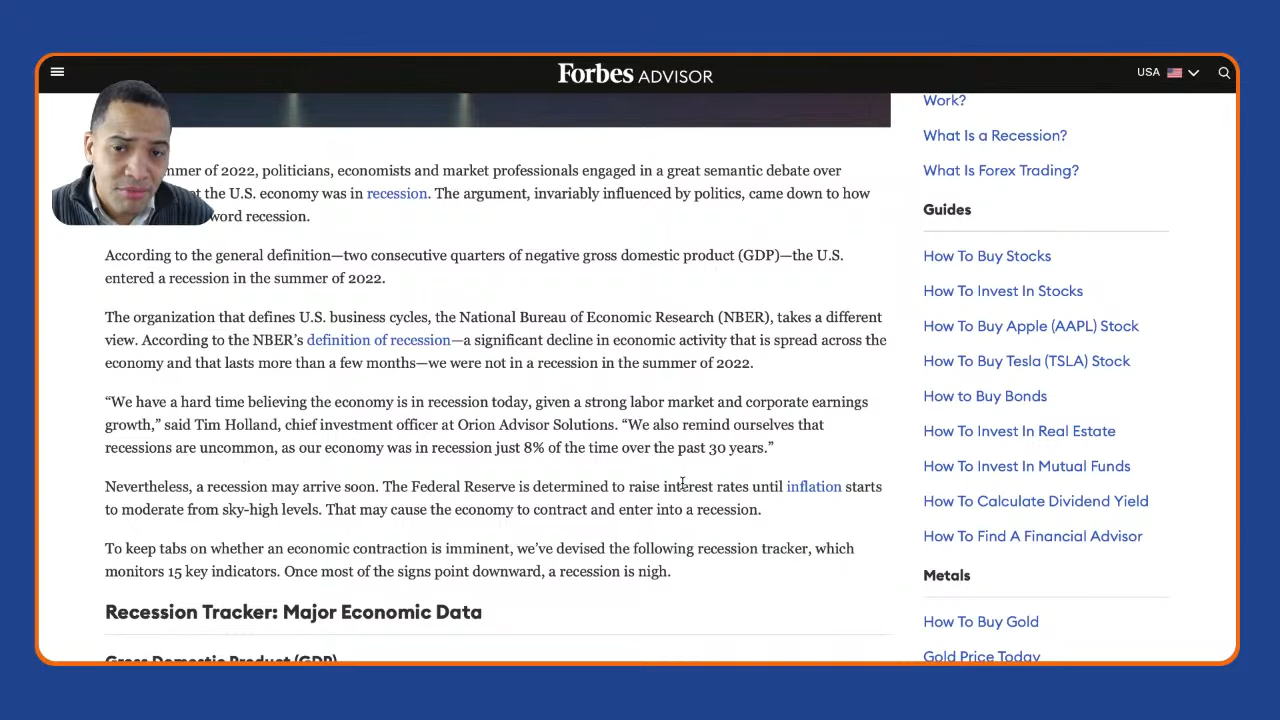 Forbes ADVISOR
USA
Work?
What Is a Recession?
What Is Forex Trading?
Guides
How To Buy Stocks
How To Invest In Stocks
How To Buy Apple (AAPL) Stock
How To Buy Tesla (TSLA) Stock
How to Buy Bonds
How To Invest In Real Estate
How To Invest In Mutual Funds
How To Calculate Dividend Yield
How To Find A Financial Advisor
Metals
How To Buy Gold
Gold Price Today
of 2022, politicians, economists and market professionals engaged in a great semantic debate over
the U.S. economy was in recession. The argument, invariably influenced by politics, came down to how
word recession.
According to the general definition—two consecutive quarters of negative gross domestic product (GDP)—the U.S.
entered a recession in the summer of 2022.
The organization that defines U.S. business cycles, the National Bureau of Economic Research (NBER), takes a different
view. According to the NBER’s definition of recession—a significant decline in economic activity that is spread across the
economy and that lasts more than a few months—we were not in a recession in the summer of 2022.
“We have a hard time believing the economy is in recession today, given a strong labor market and corporate earnings
growth,” said Tim Holland, chief investment officer at Orion Advisor Solutions. “We also remind ourselves that
recessions are uncommon, as our economy was in recession just 8% of the time over the past 30 years.”
Nevertheless, a recession may arrive soon. The Federal Reserve is determined to raise interest rates until inflation starts
to moderate from sky-high levels. That may cause the economy to contract and enter into a recession.
To keep tabs on whether an economic contraction is imminent, we’ve devised the following recession tracker, which
monitors 15 key indicators. Once most of the signs point downward, a recession is nigh.
Recession Tracker: Major Economic Data
Gross Domestic Product (GDP)